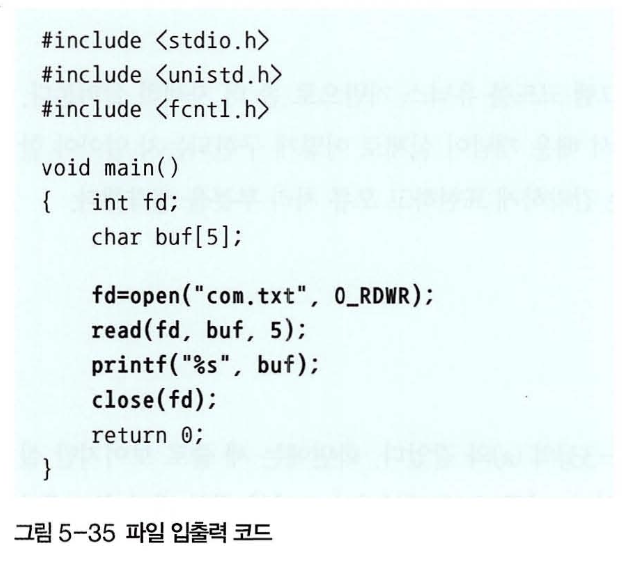 #include <stdio.h>
#include <unistd.h>
#include <fcntl.h>
void main()
{ int fd;
char buf[5];
fd=open("com.txt", O_RDWR);
read(fd, buf, 5);
printf("%s", buf);
close(fd);
return 0;
}
그림 5-35 파일 입출력 코드